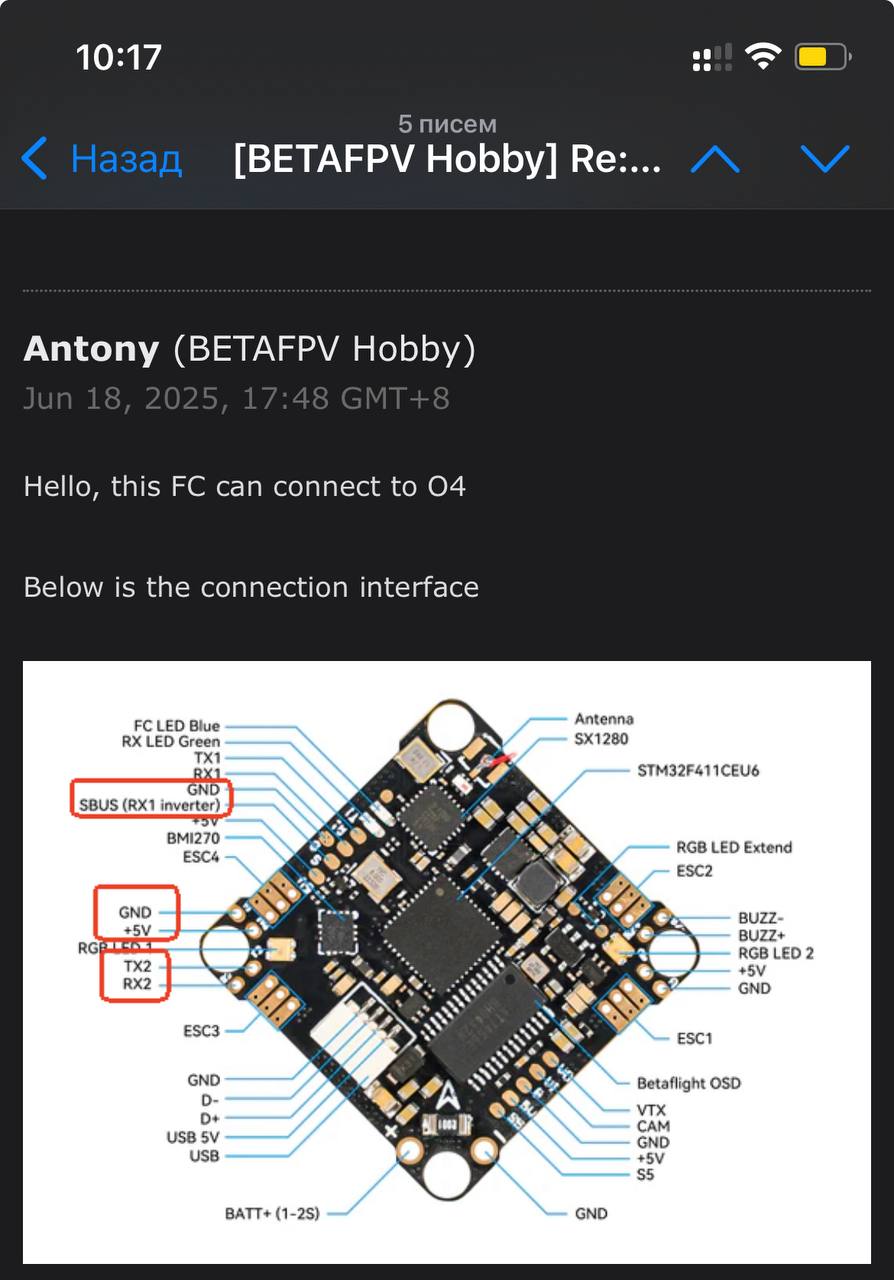 10:17
5 писем
Назад
[BETAFPV Hobby] Re:...
Antony (BETAFPV Hobby)
Jun 18, 2025, 17:48 GMT+8
Hello, this FC can connect to O4
Below is the connection interface
FC LED Blue
RX LED Green
TX1
RX1
GND
SBUS (RX1 inverter)
+5V
BMI270
ESC4
GND
+5V
RGB LED 1
TX2
RX2
ESC3
GND
D-
D+
USB 5V
USB
BATT+ (1-2S)
Antenna
SX1280
STM32F411CEU6
RGB LED Extend
ESC2
BUZZ-
BUZZ+
RGB LED 2
+5V
GND
ESC1
Betaflight OSD
VTX
CAM
GND
+5V
S5
GND